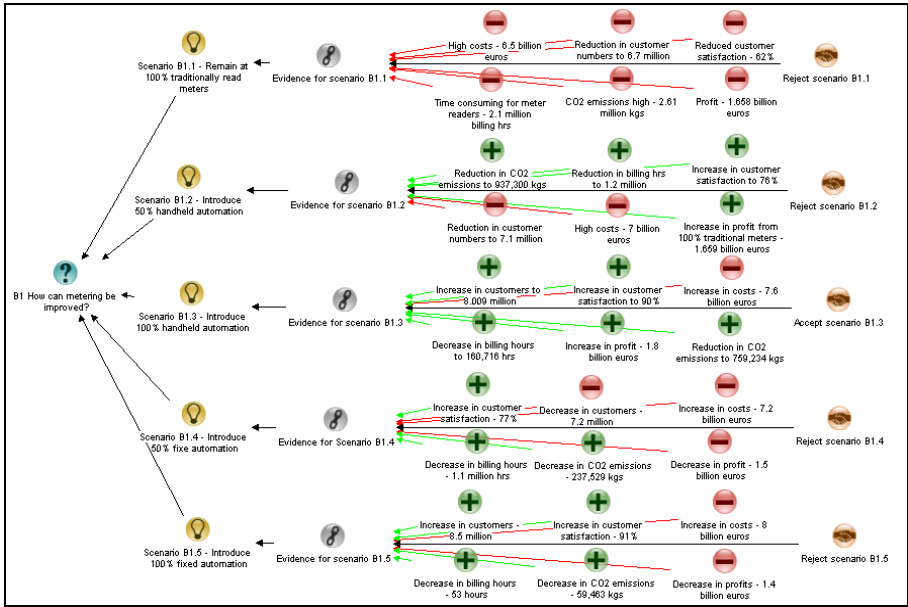 High costs - 6.5 billion
euros
Reduction in customer
numbers to 6.7 million
Reduced customer
satisfaction - 62%
Scenario B1.1 - Remain at
100% traditionally read
meters
Evidence for scenario B1.1
Reject scenario B1.1
Time consuming for meter
readers - 2.1 million
billing hrs
CO2 emissions high - 2.61
million kgs
Profit - 1.658 billion
euros
Reduction in CO2
emissions to 937,300 kgs
Reduction in billing hrs
to 1.2 million
Increase in customer
satisfaction to 76%
Scenario B1.2 - Introduce
50% handheld automation
Evidence for scenario B1.2
Reject scenario B1.2
Reduction in customer
numbers to 7.1 million
High costs - 7 billion
euros
Increase in profit from
100% traditional meters -
1.659 billion euros
B1 How can metering be
improved?
Increase in customers to
8.009 million
Increase in customer
satisfaction to 90%
Increase in costs - 7.6
billion euros
Scenario B1.3 - Introduce
100% handheld automation
Evidence for scenario B1.3
Accept scenario B1.3
Decrease in billing hours
to 160,716 hrs
Increase in profit - 1.8
billion euros
Reduction in CO2
emissions to 759,234 kgs
Increase in customer
satisfaction - 77%
Decrease in customers -
7.2 million
Increase in costs - 7.2
billion euros
Scenario B1.4 - Introduce
50% fixe automation
Evidence for Scenario B1.4
Reject scenario B1.4
Decrease in billing hours
- 1.1 million hrs
Decrease in CO2 emissions
- 237,529 kgs
Decrease in profit - 1.5
billion euros
Increase in customers -
8.5 million
Increase in customer
satisfaction - 91%
Increase in costs - 8
billion euros
Scenario B1.5 - Introduce
100% fixed automation
Evidence for scenario B1.5
Reject scenario B1.5
Decrease in billing hours
- 53 hours
Decrease in CO2 emissions
- 59,463 kgs
Decrease in profits - 1.4
billion euros